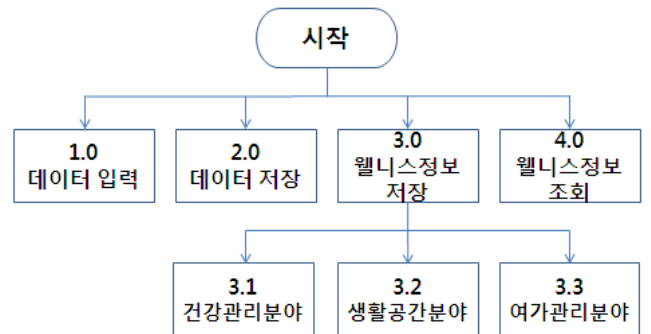 시작
1.0
데이터 입력
2.0
데이터 저장
3.0
웰니스정보
저장
4.0
웰니스정보
조회
3.1
건강관리분야
3.2
생활공간분야
3.3
여가관리분야